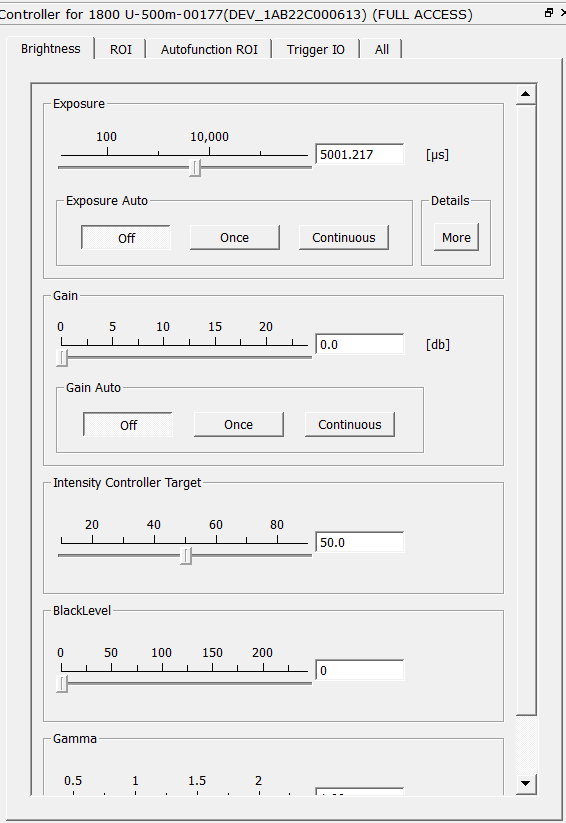 Controller for 1800 U-500m-00177(DEV_1AB22C000613) (FULL ACCESS)
Brightness ROI Autofunction ROI Trigger IO All
Exposure
100 10,000
5001.217 [µs]
Exposure Auto Details
Off Once Continuous More
Gain
0 5 10 15 20
0.0 [db]
Gain Auto
Off Once Continuous
Intensity Controller Target
20 40 60 80
50.0
BlackLevel
0 50 100 150 200
0
Gamma
0.5 1 1.5 2